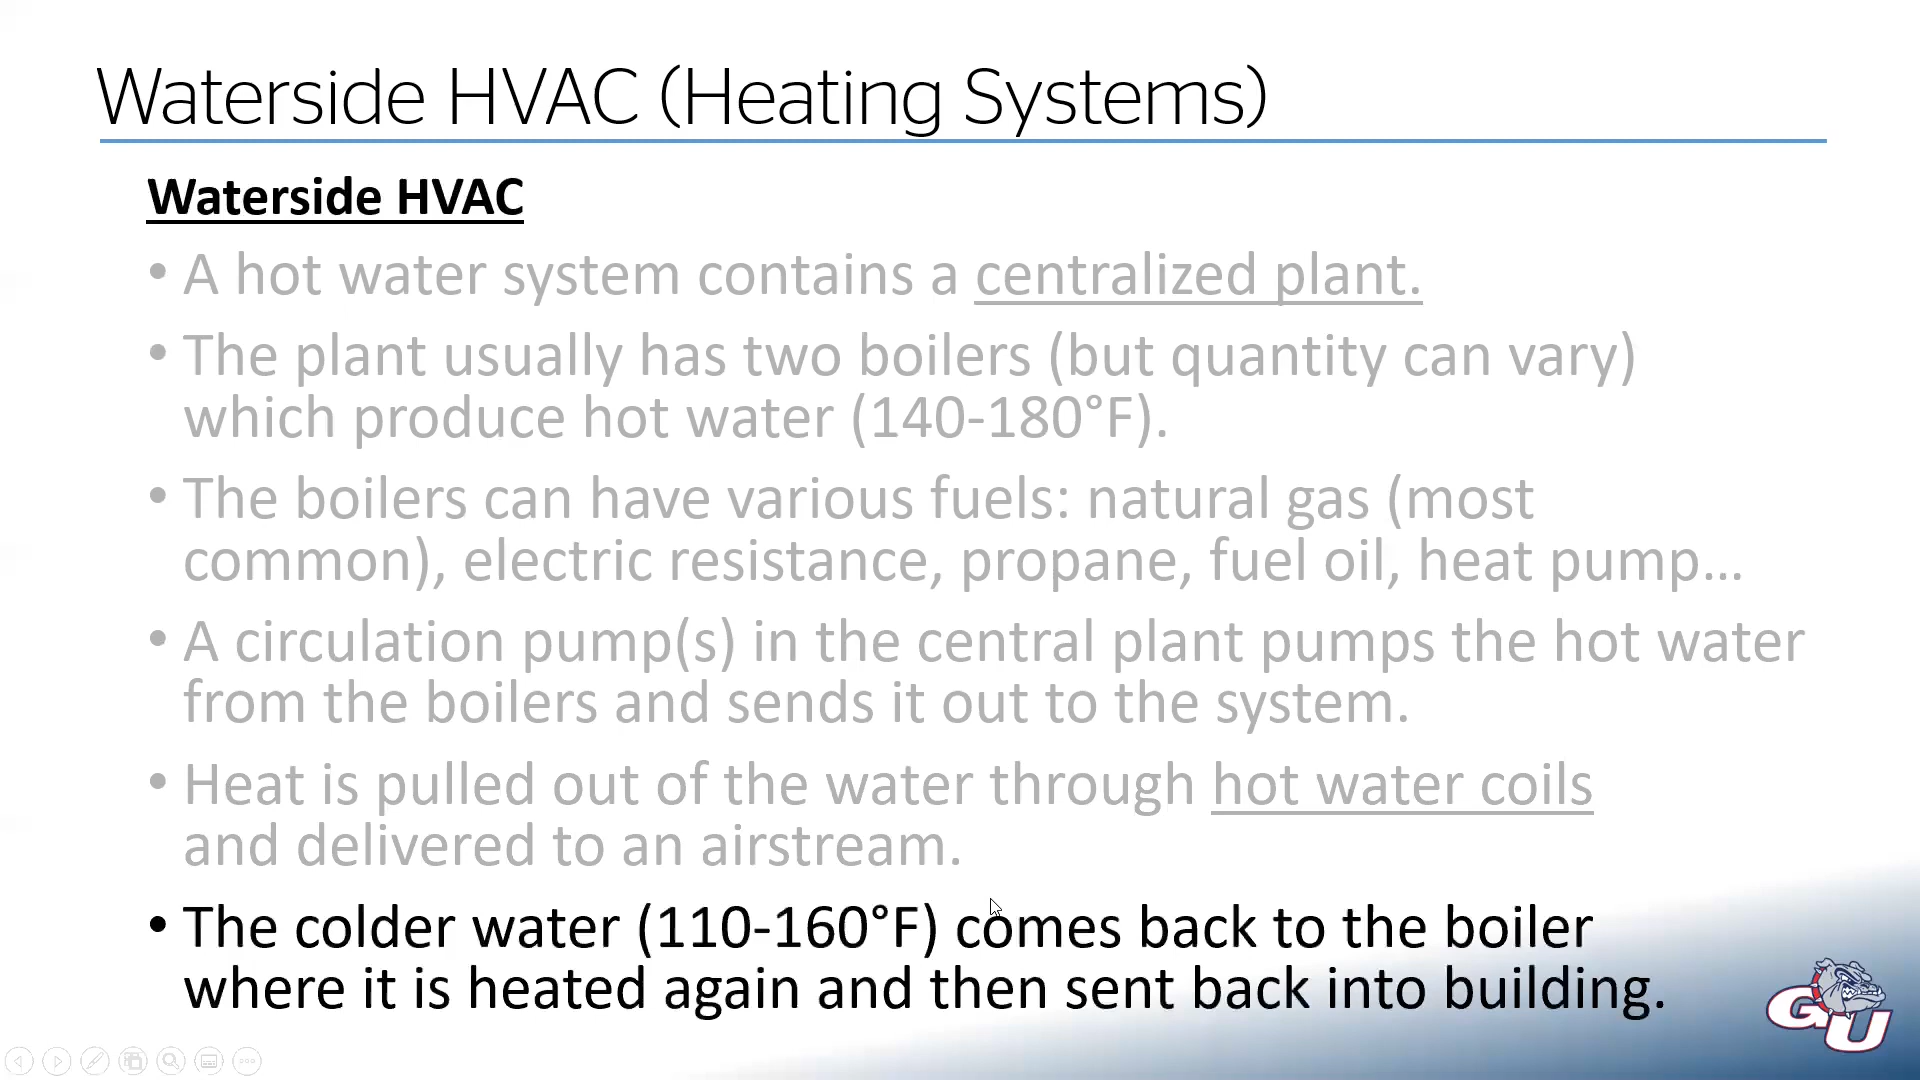 Waterside HVAC (Heating Systems)
Waterside HVAC
• A hot water system contains a centralized plant.
• The plant usually has two boilers (but quantity can vary)
which produce hot water (140-180°F).
• The boilers can have various fuels: natural gas (most
common), electric resistance, propane, fuel oil, heat pump…
• A circulation pump(s) in the central plant pumps the hot water
from the boilers and sends it out to the system.
• Heat is pulled out of the water through hot water coils
and delivered to an airstream.
• The colder water (110-160°F) comes back to the boiler
where it is heated again and then sent back into building.
GU